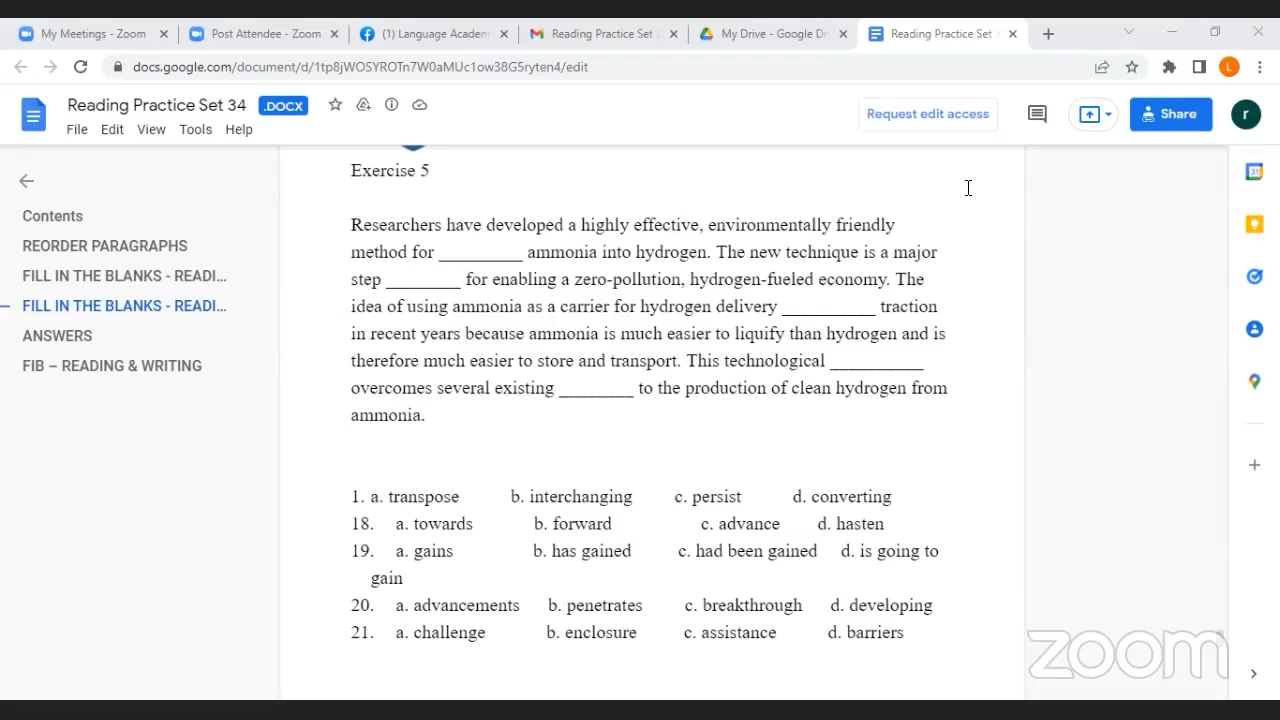 My Meetings - Zoom
Post Attendee - Zoom
(1) Language Academ
Reading Practice Set
My Drive - Google Dr
Reading Practice Set 3
docs.google.com/document/d/1tp8jWOSYROTn7W0aMUc1ow38G5ryten4/edit
L
Reading Practice Set 34 .DOCX
File Edit View Tools Help
Request edit access
Share
r
31
Contents
REORDER PARAGRAPHS
FILL IN THE BLANKS - READI...
FILL IN THE BLANKS - READI...
ANSWERS
FIB – READING & WRITING
Exercise 5
Researchers have developed a highly effective, environmentally friendly
method for _________ ammonia into hydrogen. The new technique is a major
step ________ for enabling a zero-pollution, hydrogen-fueled economy. The
idea of using ammonia as a carrier for hydrogen delivery __________ traction
in recent years because ammonia is much easier to liquify than hydrogen and is
therefore much easier to store and transport. This technological __________
overcomes several existing ________ to the production of clean hydrogen from
ammonia.
1. a. transpose b. interchanging c. persist d. converting
18. a. towards b. forward c. advance d. hasten
19. a. gains b. has gained c. had been gained d. is going to
gain
20. a. advancements b. penetrates c. breakthrough d. developing
21. a. challenge b. enclosure c. assistance d. barriers
zoom